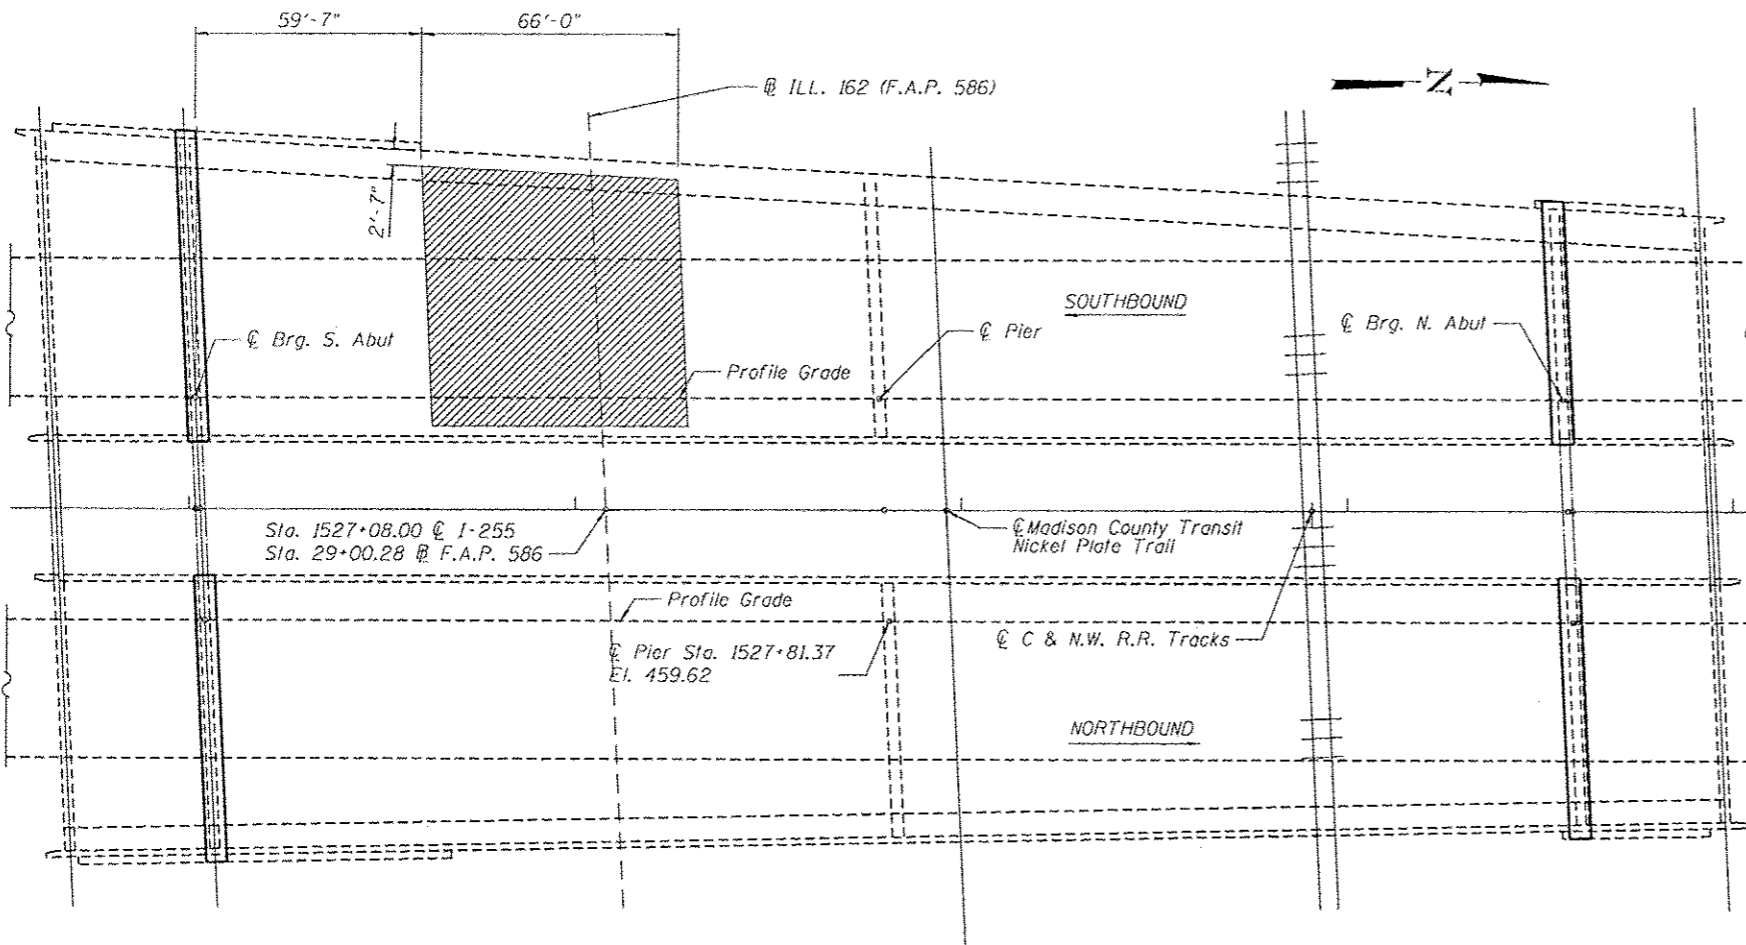 59'-7"
66'-0"
℄ ILL. 162 (F.A.P. 586)
Z
2'-7"
SOUTHBOUND
℄ Brg. S. Abut
℄ Pier
℄ Brg. N. Abut
Profile Grade
Sta. 1527+08.00 ℄ I-255
Sta. 29+00.28 ℄ F.A.P. 586
℄ Madison County Transit
Nickel Plate Trail
Profile Grade
℄ Pier Sta. 1527+81.37
El. 459.62
℄ C & N.W. R.R. Tracks
NORTHBOUND